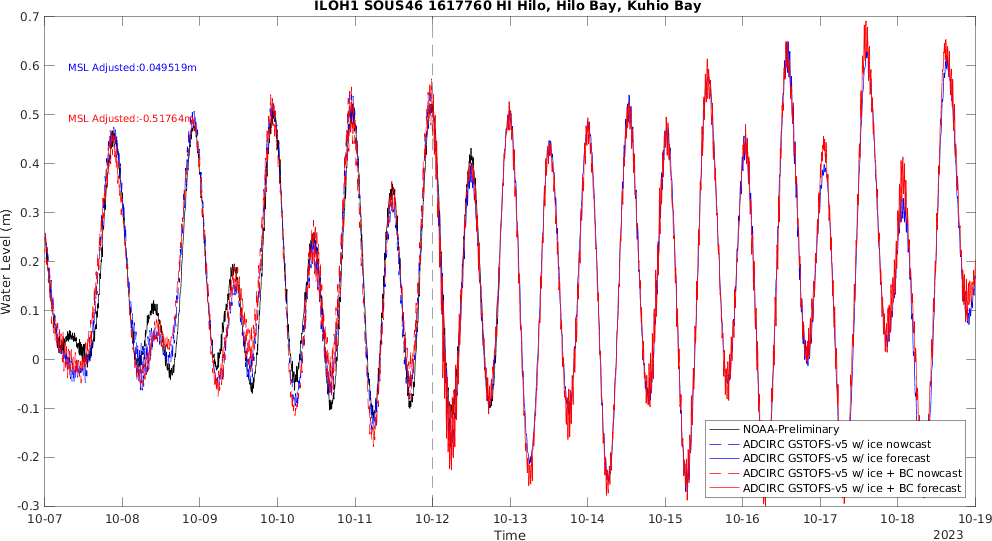 ILOH1 SOUS46 1617760 HI Hilo, Hilo Bay, Kuhio Bay
0.7
0.6
0.5
0.4
0.3
0.2
0.1
0
-0.1
-0.2
-0.3
Water Level (m)
MSL Adjusted:0.049519m
MSL Adjusted:-0.51764m
NOAA-Preliminary
ADCIRC GSTOFS-v5 w/ ice nowcast
ADCIRC GSTOFS-v5 w/ ice forecast
ADCIRC GSTOFS-v5 w/ ice + BC nowcast
ADCIRC GSTOFS-v5 w/ ice + BC forecast
10-07 10-08 10-09 10-10 10-11 10-12 10-13 10-14 10-15 10-16 10-17 10-18 10-19
Time
2023